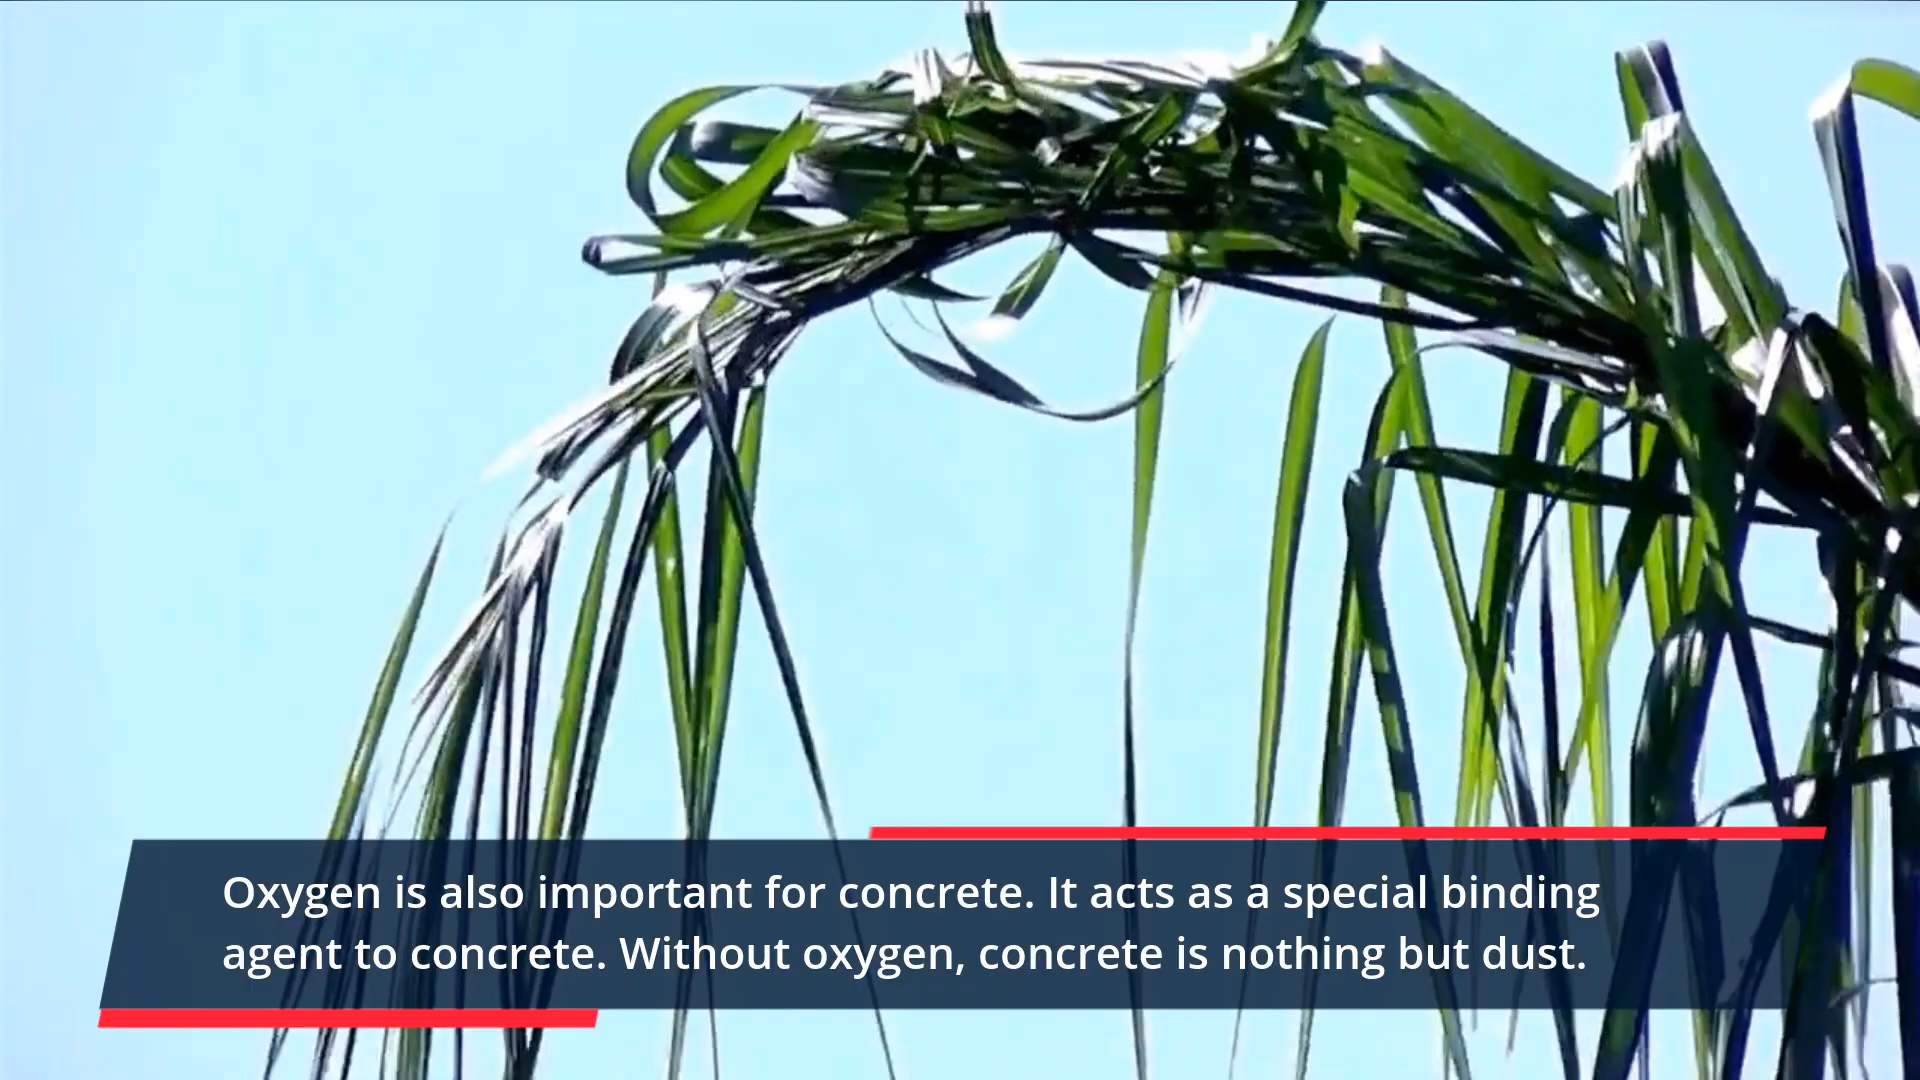 Oxygen is also important for concrete. It acts as a special binding
agent to concrete. Without oxygen, concrete is nothing but dust.